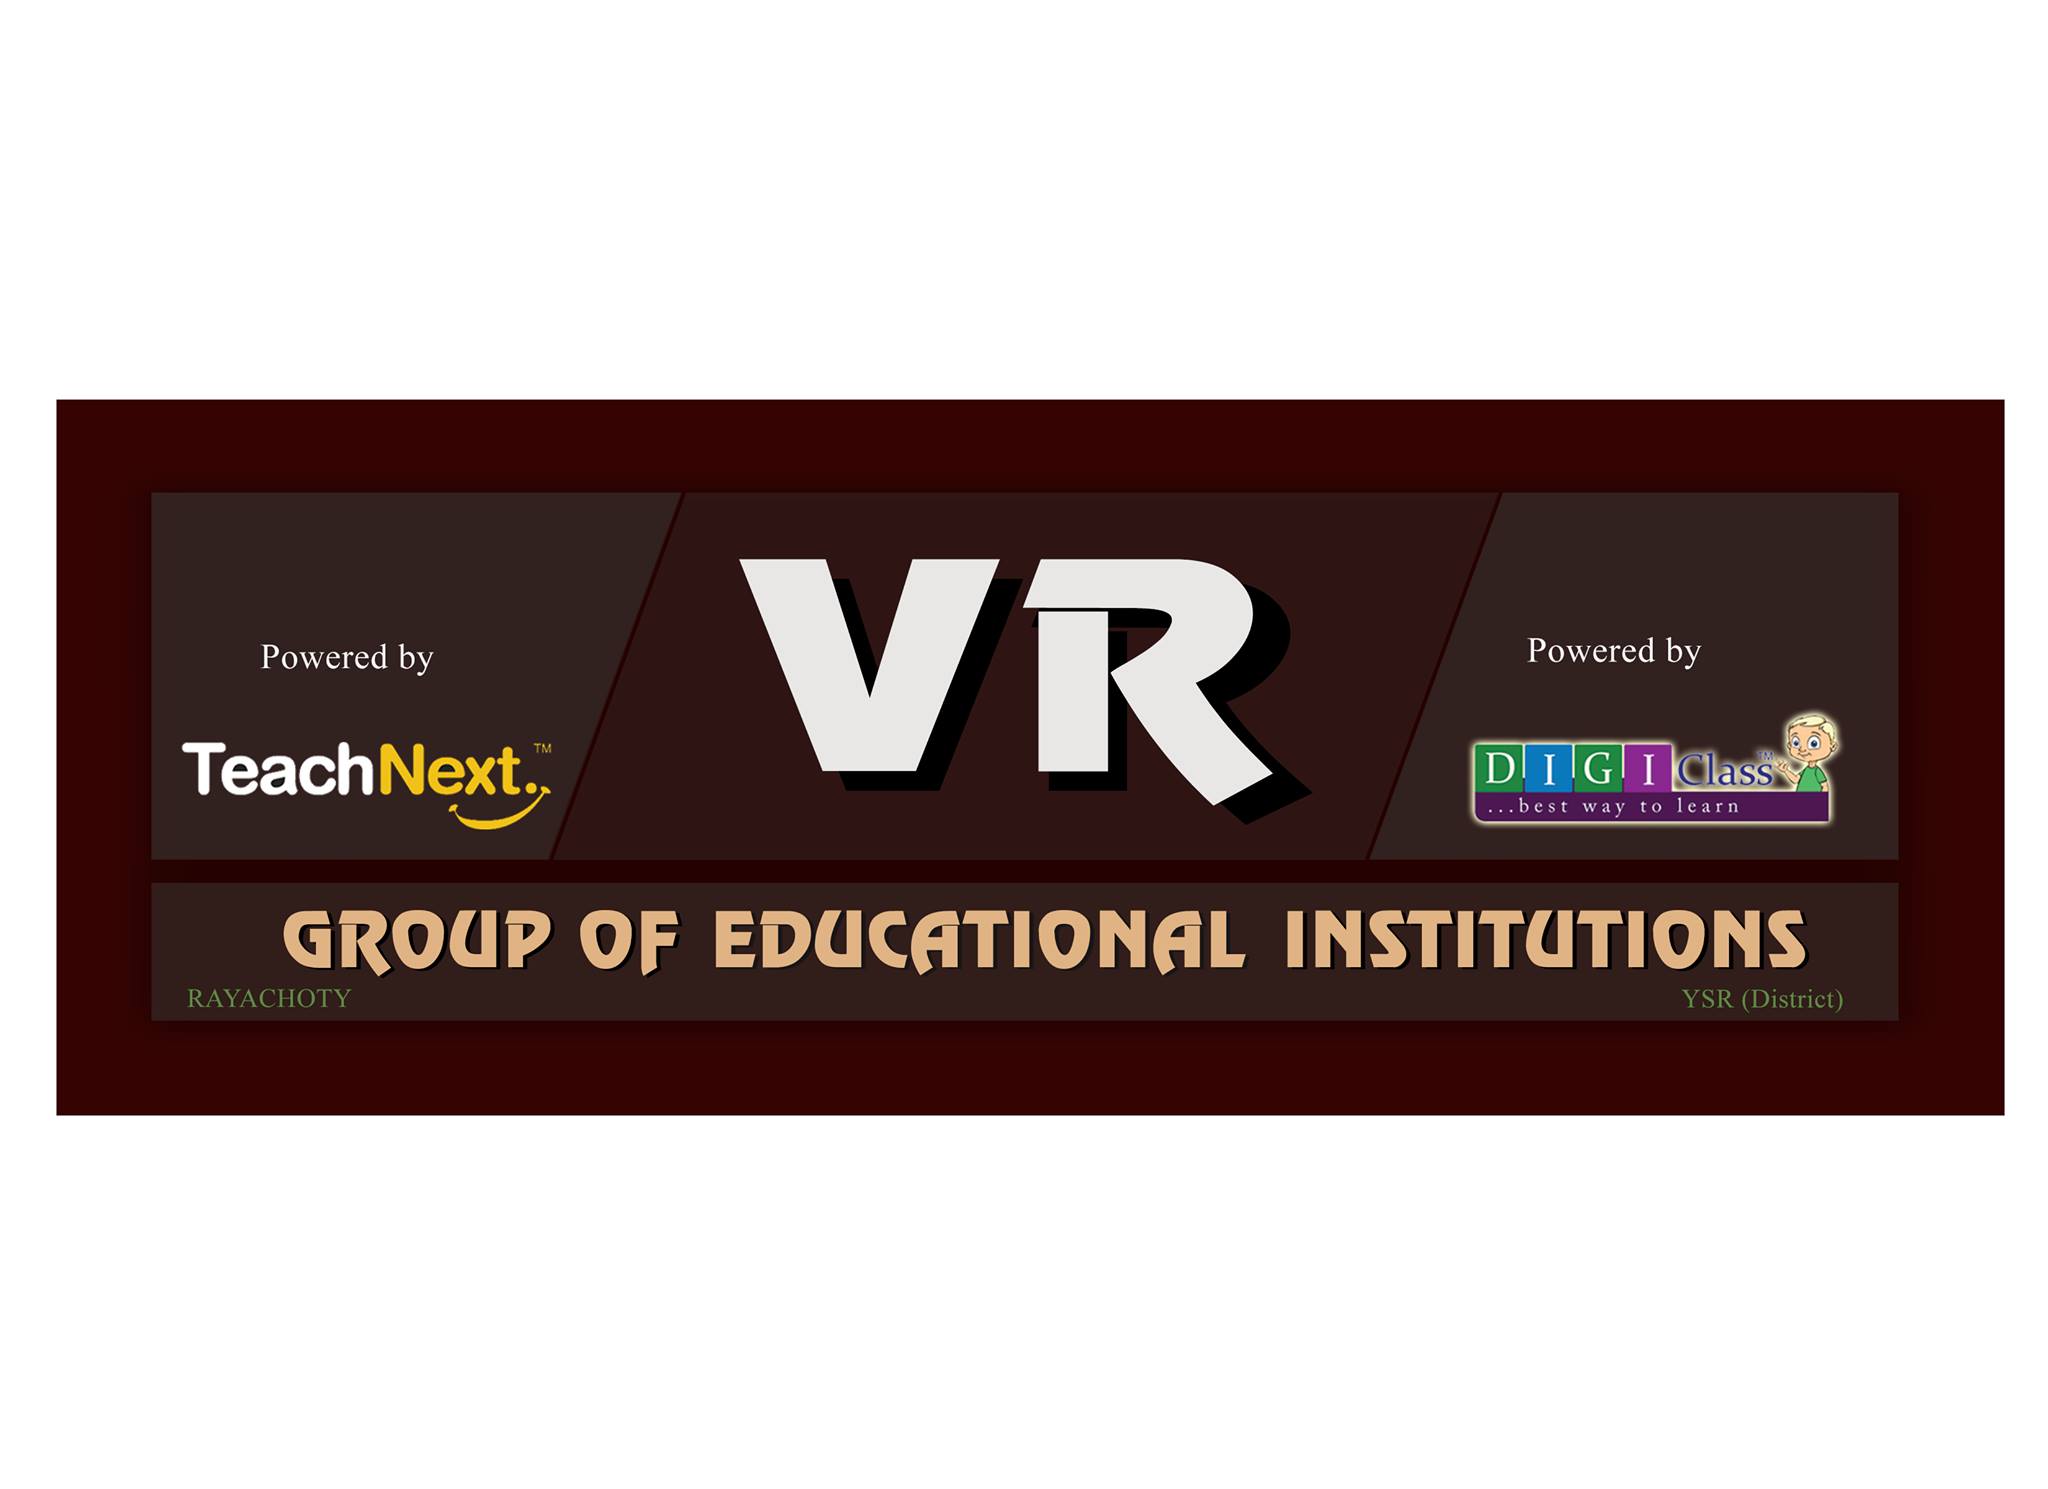 VR
Powered by
TeachNext.™
Powered by
DIGI Class™
...best way to learn
GROUP OF EDUCATIONAL INSTITUTIONS
RAYACHOTY
YSR (District)